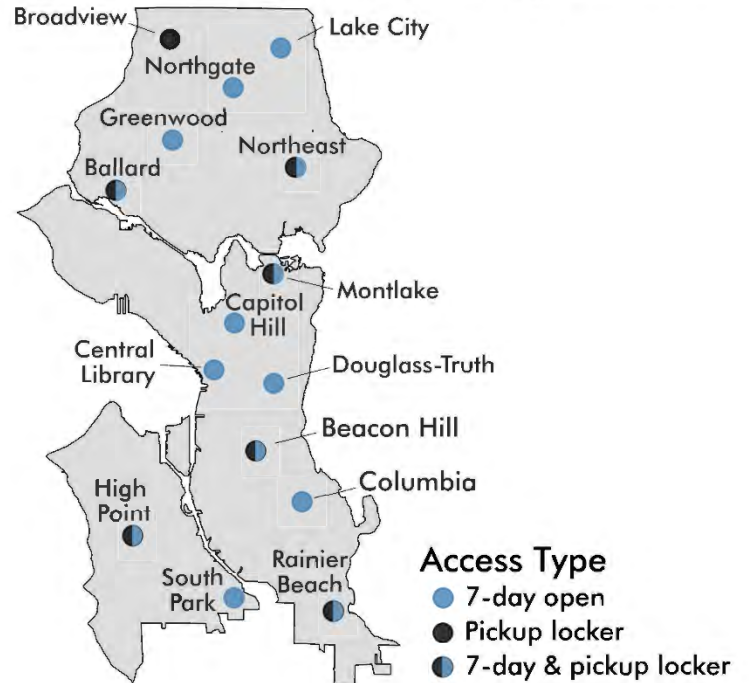 Broadview
Lake City
Northgate
Greenwood
Northeast
Ballard
Montlake
Capitol
Hill
Central
Library
Douglass-Truth
Beacon Hill
Columbia
High
Point
South
Park
Rainier
Beach
Access Type
7-day open
Pickup locker
7-day & pickup locker